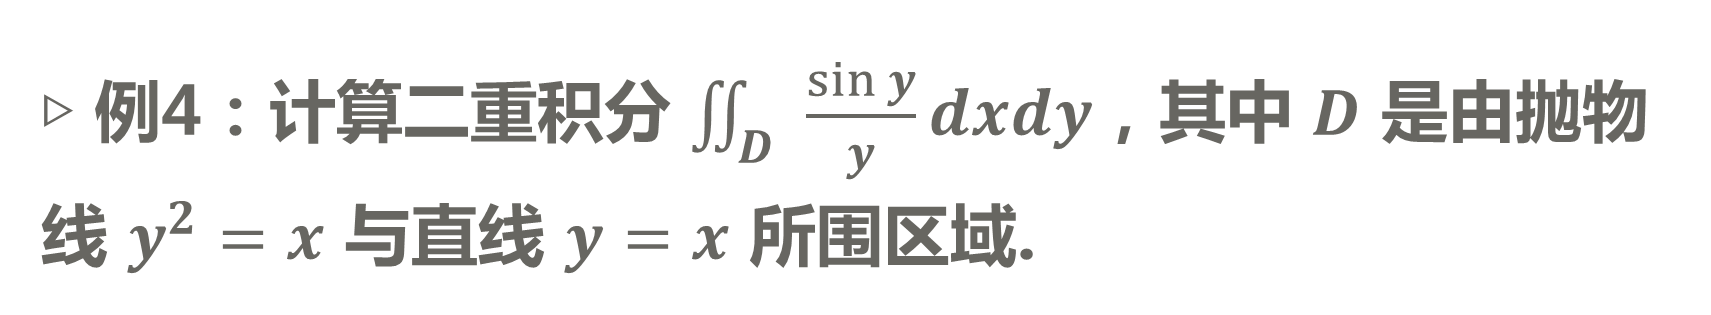 ▷ 例4：计算二重积分 ∬_D (sin y)/y dxdy，其中 D 是由抛物
线 y² = x 与直线 y = x 所围区域.